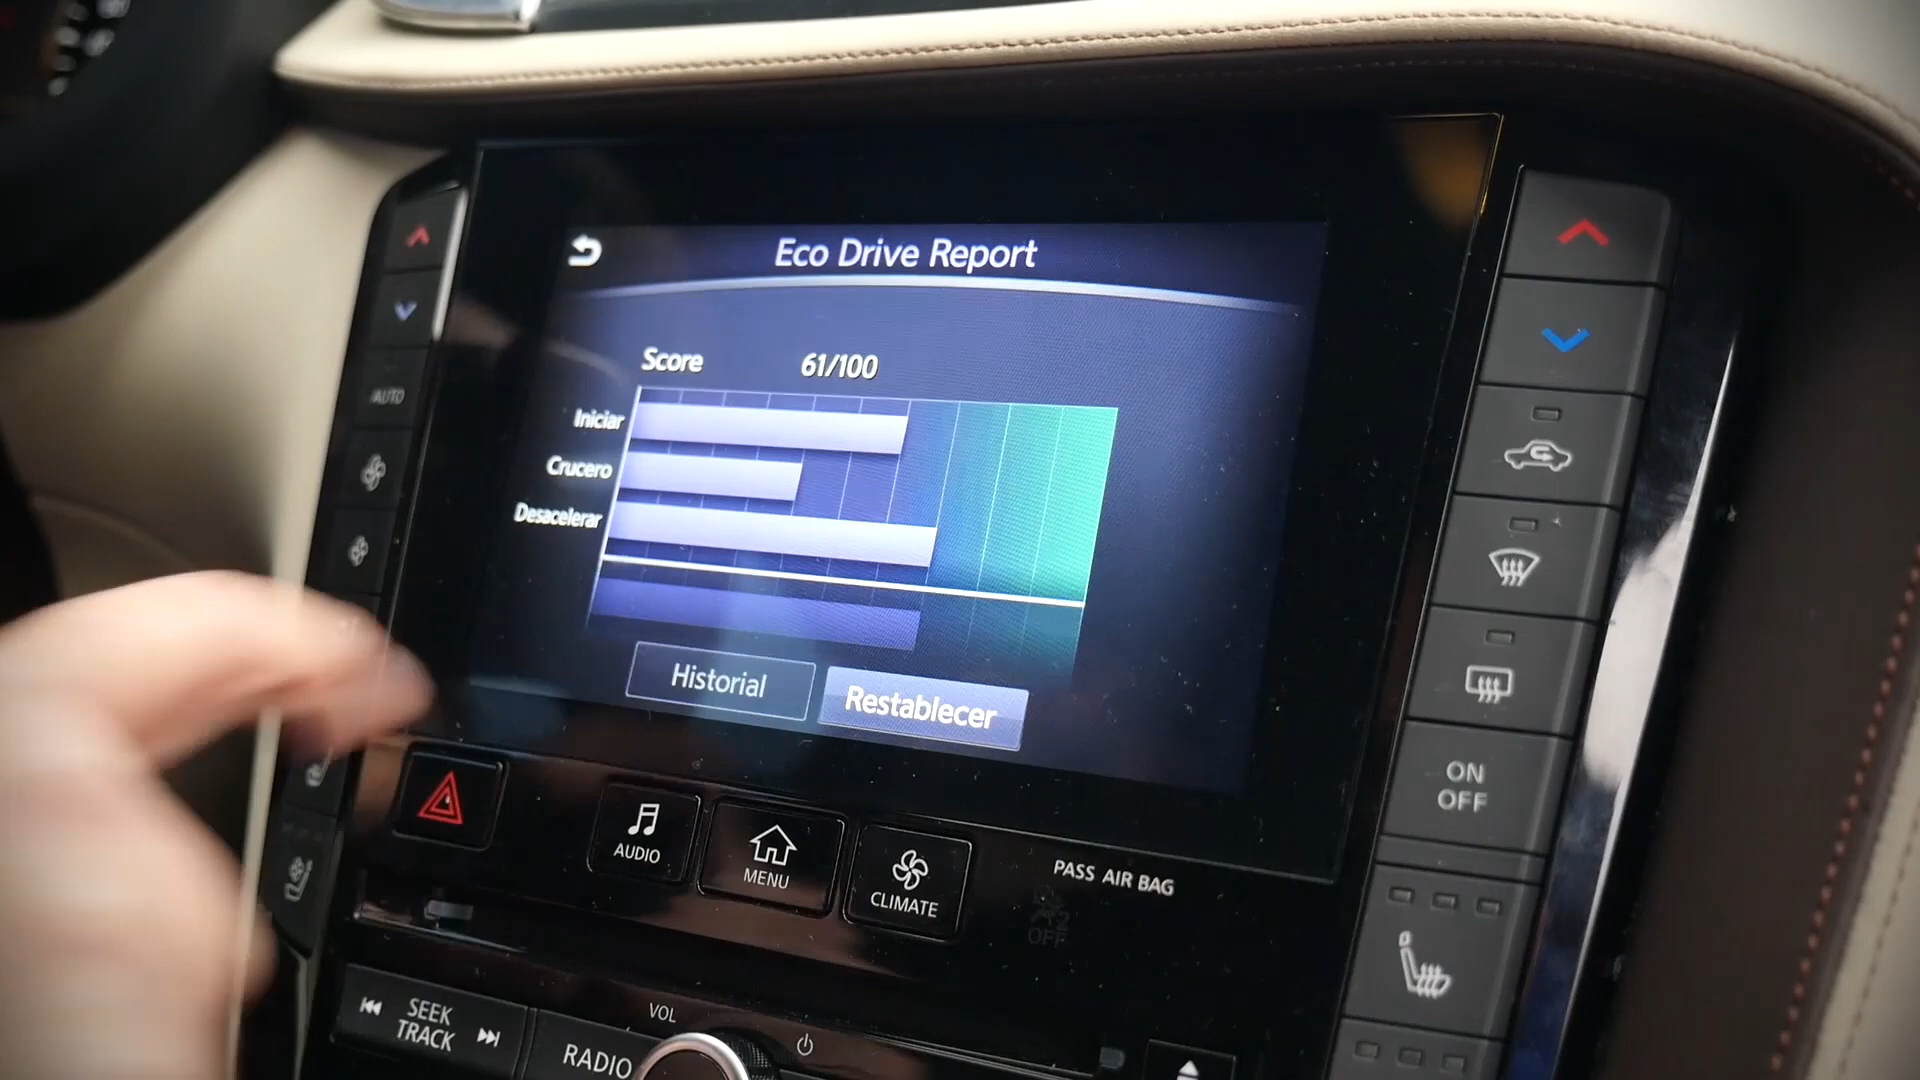 Eco Drive Report
Score 61/100
Iniciar
Crucero
Desacelerar
Historial
Restablecer
AUTO
ON
OFF
AUDIO
MENU
CLIMATE
PASS AIR BAG
OFF
SEEK
TRACK
VOL
RADIO